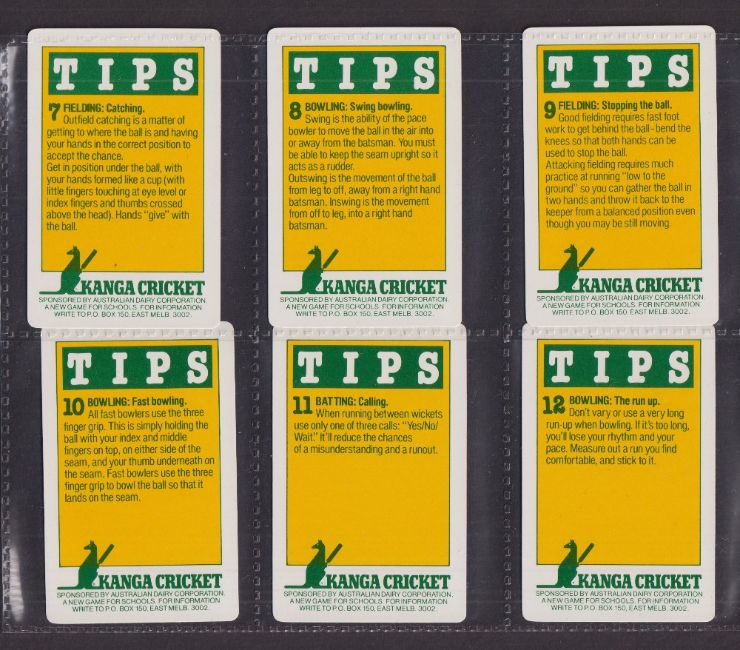 TIPS
7 FIELDING: Catching.
Outfield catching is a matter of
getting to where the ball is and having
your hands in the correct position to
accept the chance.
Get in position under the ball, with
your hands formed like a cup (with
little fingers touching at eye level or
index fingers and thumbs crossed
above the head). Hands "give" with
the ball.
KANGA CRICKET
SPONSORED BY AUSTRALIAN DAIRY CORPORATION.
A NEW GAME FOR SCHOOLS. FOR INFORMATION
WRITE TO P.O. BOX 150, EAST MELB. 3002.
TIPS
8 BOWLING: Swing bowling.
Swing is the ability of the pace
bowler to move the ball in the air into
or away from the batsman. You must
be able to keep the seam upright so it
acts as a rudder.
Outswing is the movement of the ball
from leg to off, away from a right hand
batsman. Inswing is the movement
from off to leg, into a right hand
batsman.
KANGA CRICKET
SPONSORED BY AUSTRALIAN DAIRY CORPORATION.
A NEW GAME FOR SCHOOLS. FOR INFORMATION
WRITE TO P.O. BOX 150, EAST MELB. 3002.
TIPS
9 FIELDING: Stopping the ball.
Good fielding requires fast foot
work to get behind the ball-bend the
knees so that both hands can be
used to stop the ball.
Attacking fielding requires much
practice at running "low to the
ground" so you can gather the ball in
two hands and throw it back to the
keeper from a balanced position even
though you may be still moving.
KANGA CRICKET
SPONSORED BY AUSTRALIAN DAIRY CORPORATION.
A NEW GAME FOR SCHOOLS. FOR INFORMATION
WRITE TO P.O. BOX 150, EAST MELB. 3002.
TIPS
10 BOWLING: Fast bowling.
All fast bowlers use the three
finger grip. This is simply holding the
ball with your index and middle
fingers on top, on either side of the
seam, and your thumb underneath on
the seam. Fast bowlers use the three
finger grip to bowl the ball so that it
lands on the seam.
KANGA CRICKET
SPONSORED BY AUSTRALIAN DAIRY CORPORATION.
A NEW GAME FOR SCHOOLS. FOR INFORMATION
WRITE TO P.O. BOX 150, EAST MELB. 3002.
TIPS
11 BATTING: Calling.
When running between wickets
use only one of three calls: "Yes/No/
Wait." it'll reduce the chances
of a misunderstanding and a runout.
KANGA CRICKET
SPONSORED BY AUSTRALIAN DAIRY CORPORATION.
A NEW GAME FOR SCHOOLS. FOR INFORMATION
WRITE TO P.O. BOX 150, EAST MELB. 3002.
TIPS
12 BOWLING: The run up.
Don't vary or use a very long
run-up when bowling. If it's too long,
you'll lose your rhythm and your
pace. Measure out a run you find
comfortable, and stick to it.
KANGA CRICKET
SPONSORED BY AUSTRALIAN DAIRY CORPORATION.
A NEW GAME FOR SCHOOLS. FOR INFORMATION
WRITE TO P.O. BOX 150, EAST MELB. 3002.